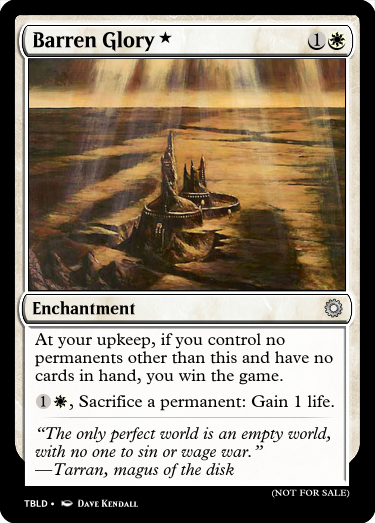 Barren Glory ★ 1
Enchantment
At your upkeep, if you control no
permanents other than this and have no
cards in hand, you win the game.
1, Sacrifice a permanent: Gain 1 life.
“The only perfect world is an empty world,
with no one to sin or wage war.”
—Tarran, magus of the disk
(NOT FOR SALE)
TBLD • DAVE KENDALL